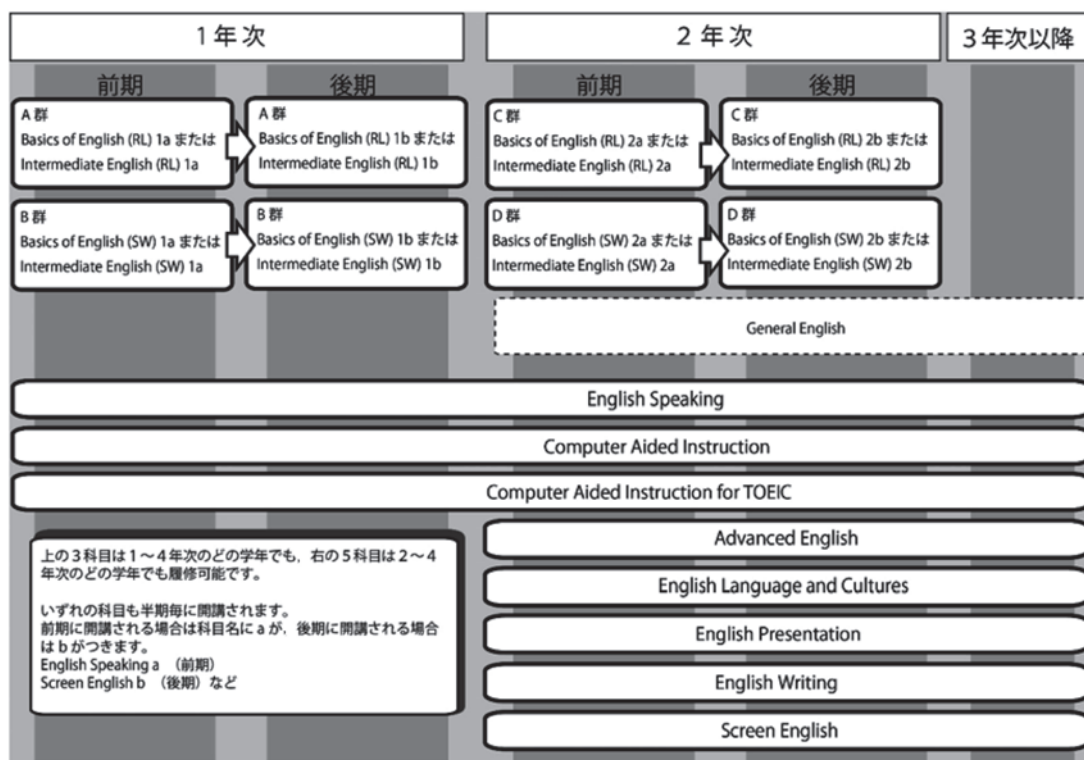 1年次
2年次
3年次以降
前期
後期
前期
後期
A群
Basics of English (RL) 1a または
Intermediate English (RL) 1a
A群
Basics of English (RL) 1b または
Intermediate English (RL) 1b
C群
Basics of English (RL) 2a または
Intermediate English (RL) 2a
C群
Basics of English (RL) 2b または
Intermediate English (RL) 2b
B群
Basics of English (SW) 1a または
Intermediate English (SW) 1a
B群
Basics of English (SW) 1b または
Intermediate English (SW) 1b
D群
Basics of English (SW) 2a または
Intermediate English (SW) 2a
D群
Basics of English (SW) 2b または
Intermediate English (SW) 2b
General English
English Speaking
Computer Aided Instruction
Computer Aided Instruction for TOEIC
上の3科目は1～4年次のどの学年でも，右の5科目は2～4
年次のどの学年でも履修可能です。
いずれの科目も半期毎に開講されます。
前期に開講される場合は科目名にaが，後期に開講される場合
はbがつきます。
English Speaking a （前期）
Screen English b （後期）など
Advanced English
English Language and Cultures
English Presentation
English Writing
Screen English